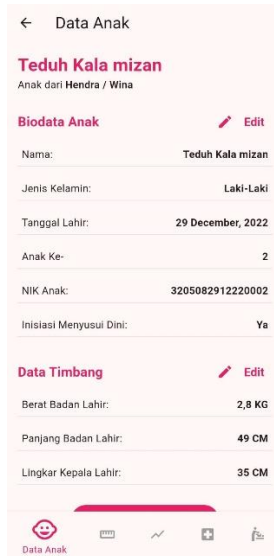 ← Data Anak
Teduh Kala mizan
Anak dari Hendra / Wina
Biodata Anak Edit
Nama: Teduh Kala mizan
Jenis Kelamin: Laki-Laki
Tanggal Lahir: 29 December, 2022
Anak Ke- 2
NIK Anak: 3205082912220002
Inisiasi Menyusui Dini: Ya
Data Timbang Edit
Berat Badan Lahir: 2,8 KG
Panjang Badan Lahir: 49 CM
Lingkar Kepala Lahir: 35 CM
Data Anak